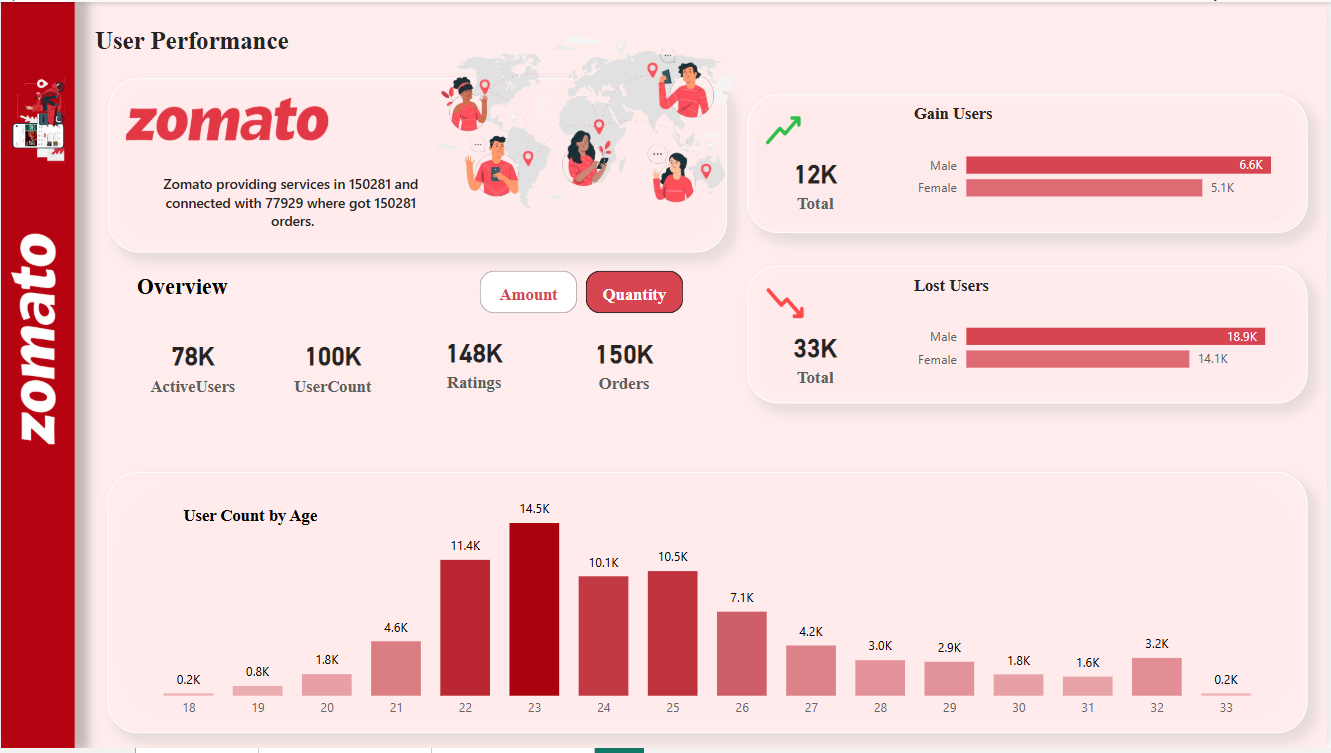 User Performance
zomato
zomato
Zomato providing services in 150281 and
connected with 77929 where got 150281
orders.
Gain Users
12K
Total
Male 6.6K
Female 5.1K
Overview
Amount Quantity
78K 100K 148K 150K
ActiveUsers UserCount Ratings Orders
Lost Users
33K
Total
Male 18.9K
Female 14.1K
User Count by Age
0.2K 0.8K 1.8K 4.6K 11.4K 14.5K 10.1K 10.5K 7.1K 4.2K 3.0K 2.9K 1.8K 1.6K 3.2K 0.2K
18 19 20 21 22 23 24 25 26 27 28 29 30 31 32 33